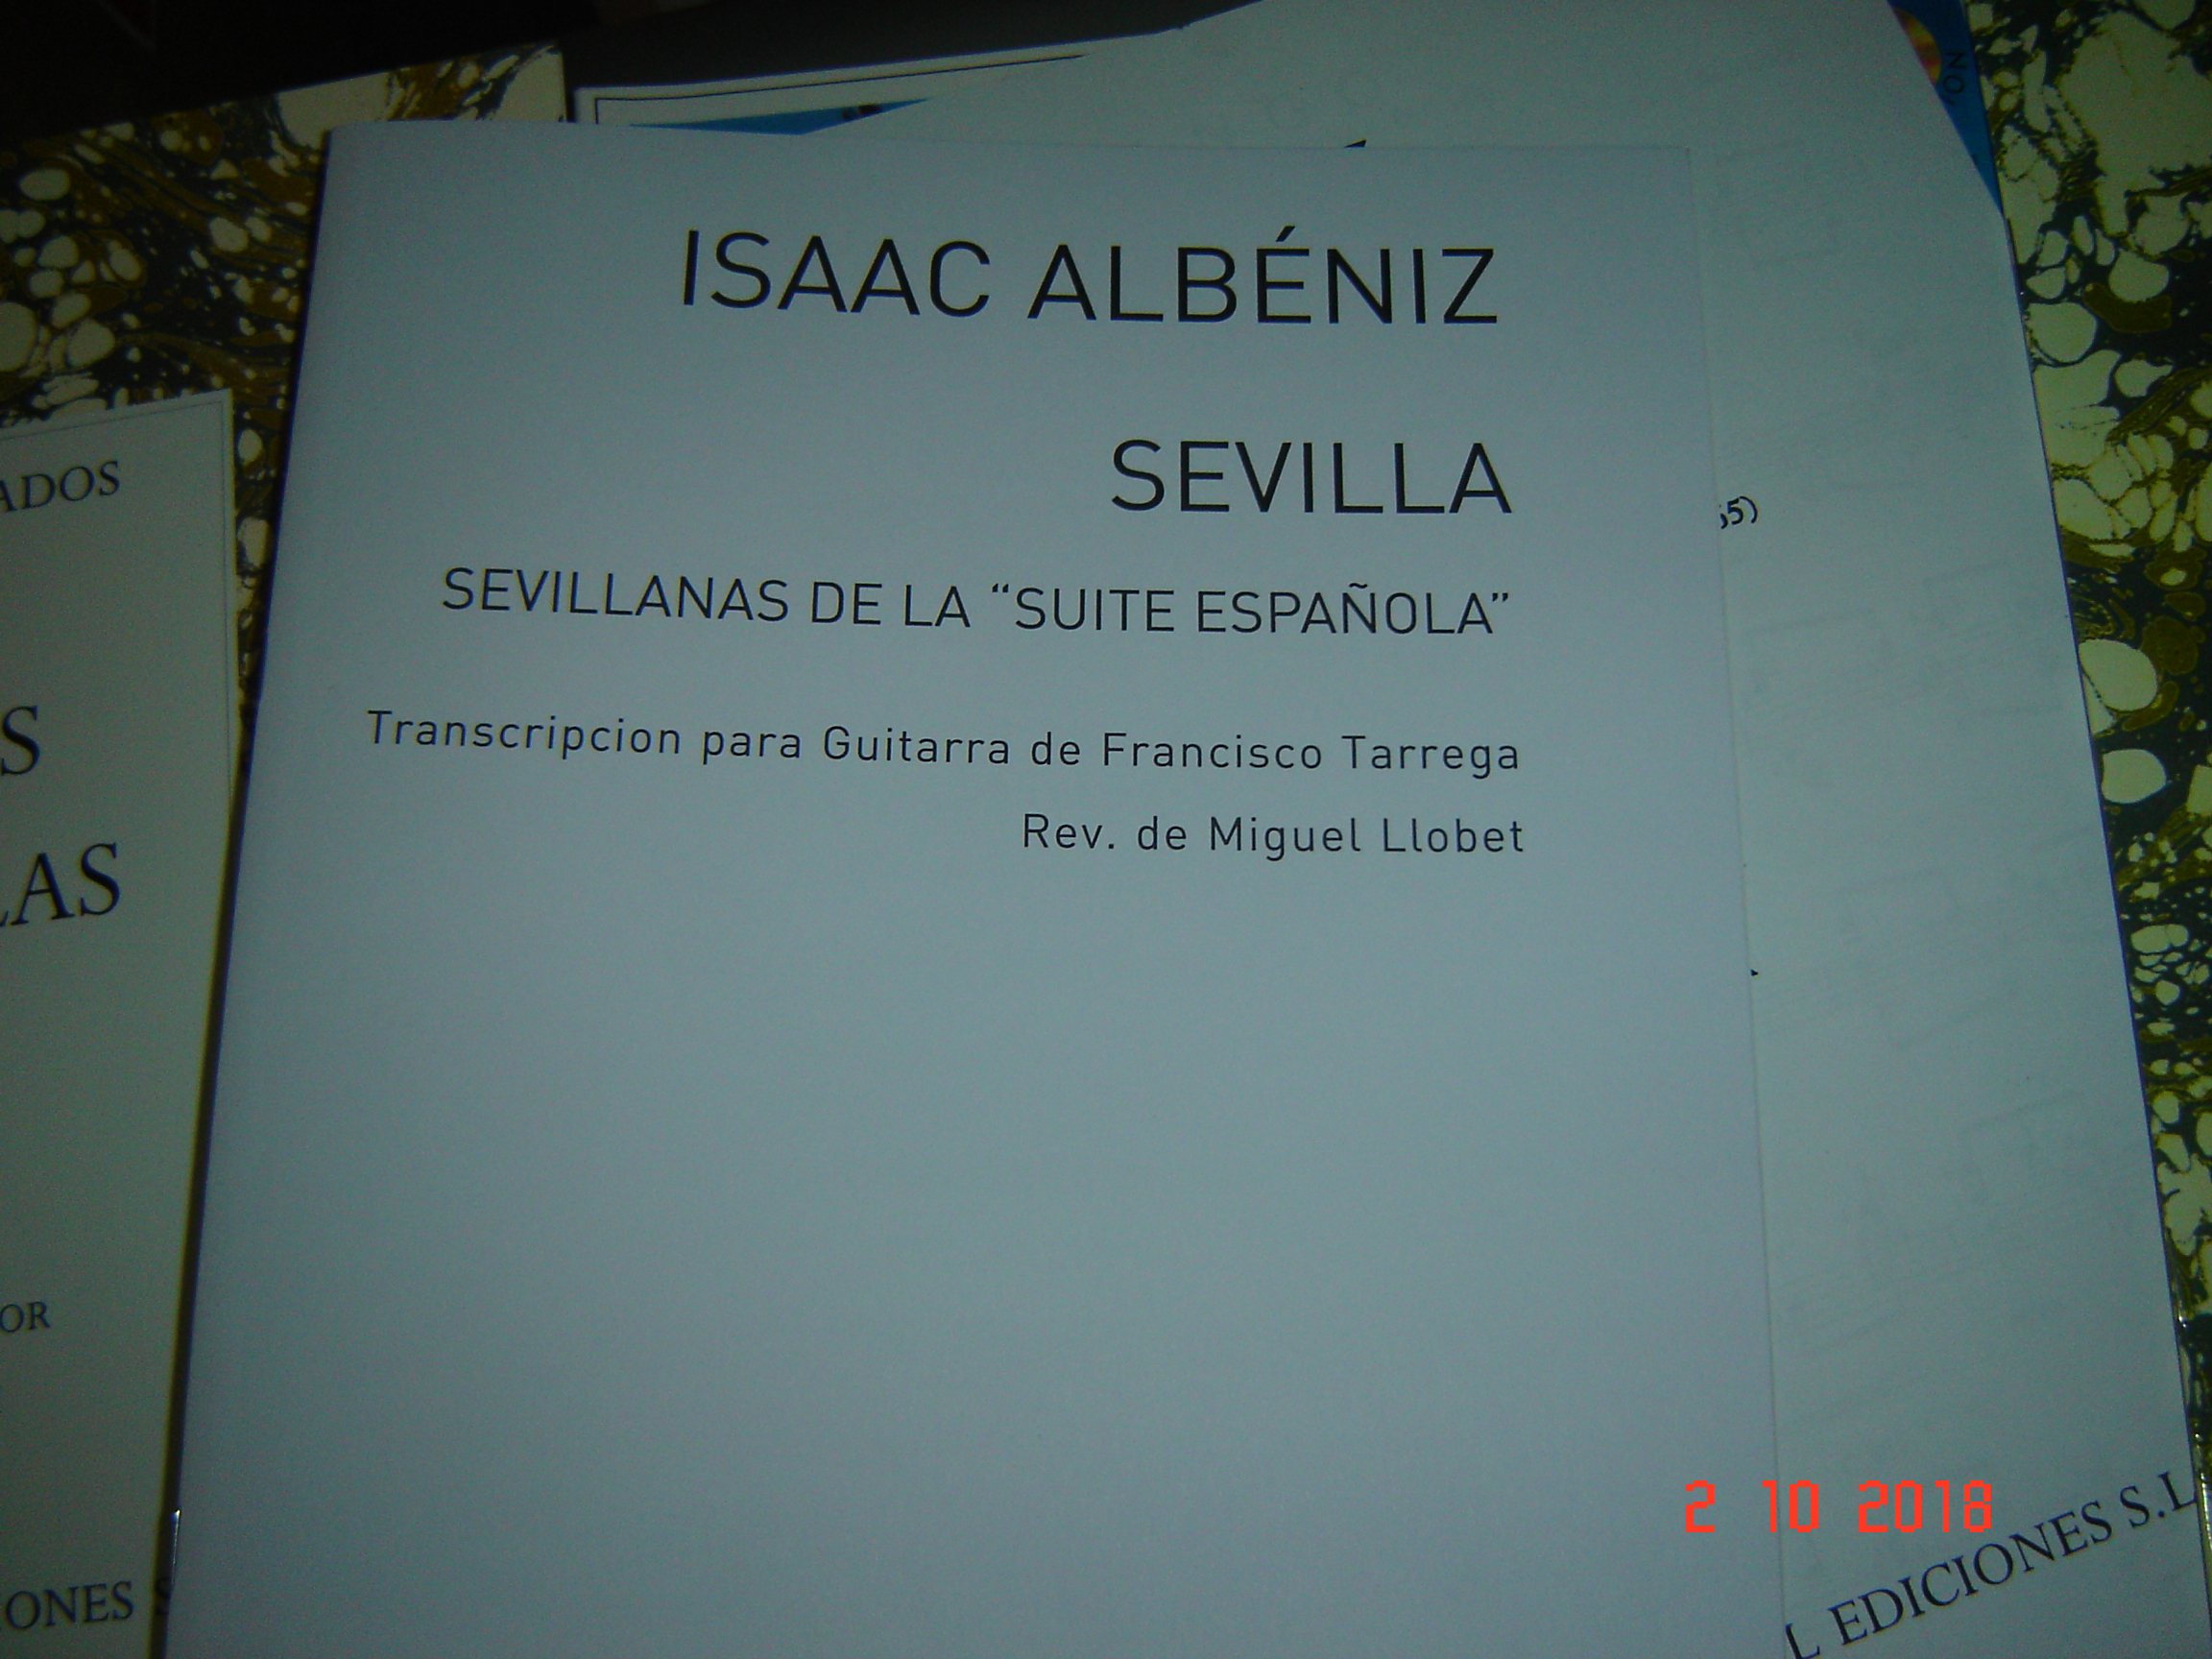 ISAAC ALBÉNIZ
SEVILLA
SEVILLANAS DE LA “SUITE ESPAÑOLA”
Transcripcion para Guitarra de Francisco Tarrega
Rev. de Miguel Llobet
ADOS
S
LAS
OR
ONES S
5)
L EDICIONES S.L
2 10 2018